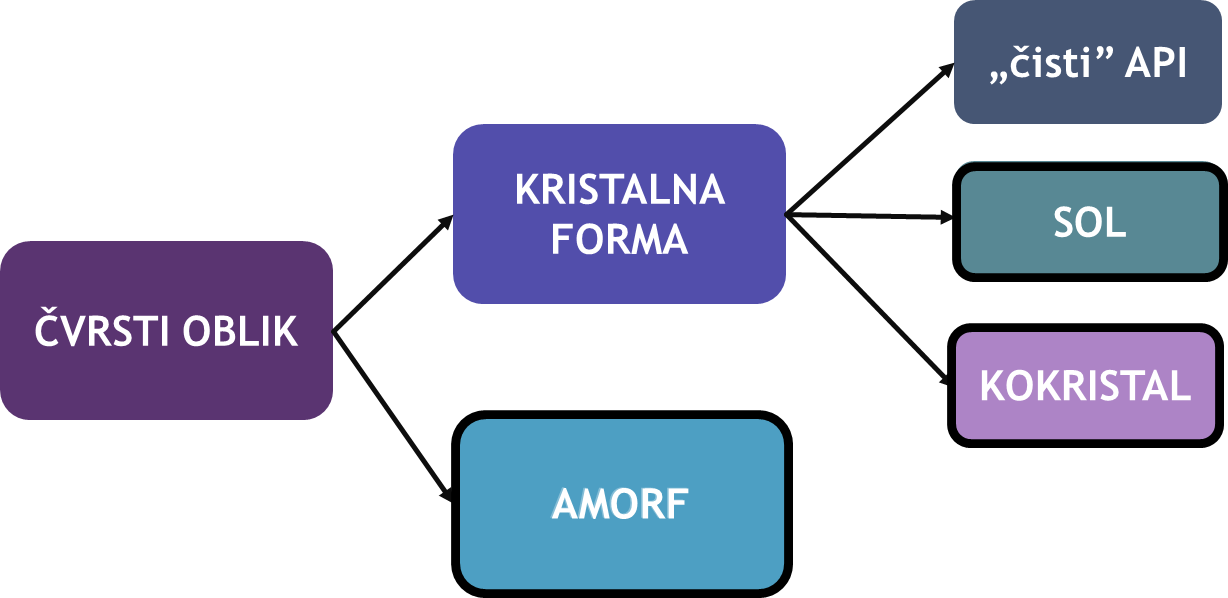 „čisti” API
KRISTALNA
FORMA
SOL
ČVRSTI OBLIK
KOKRISTAL
AMORF